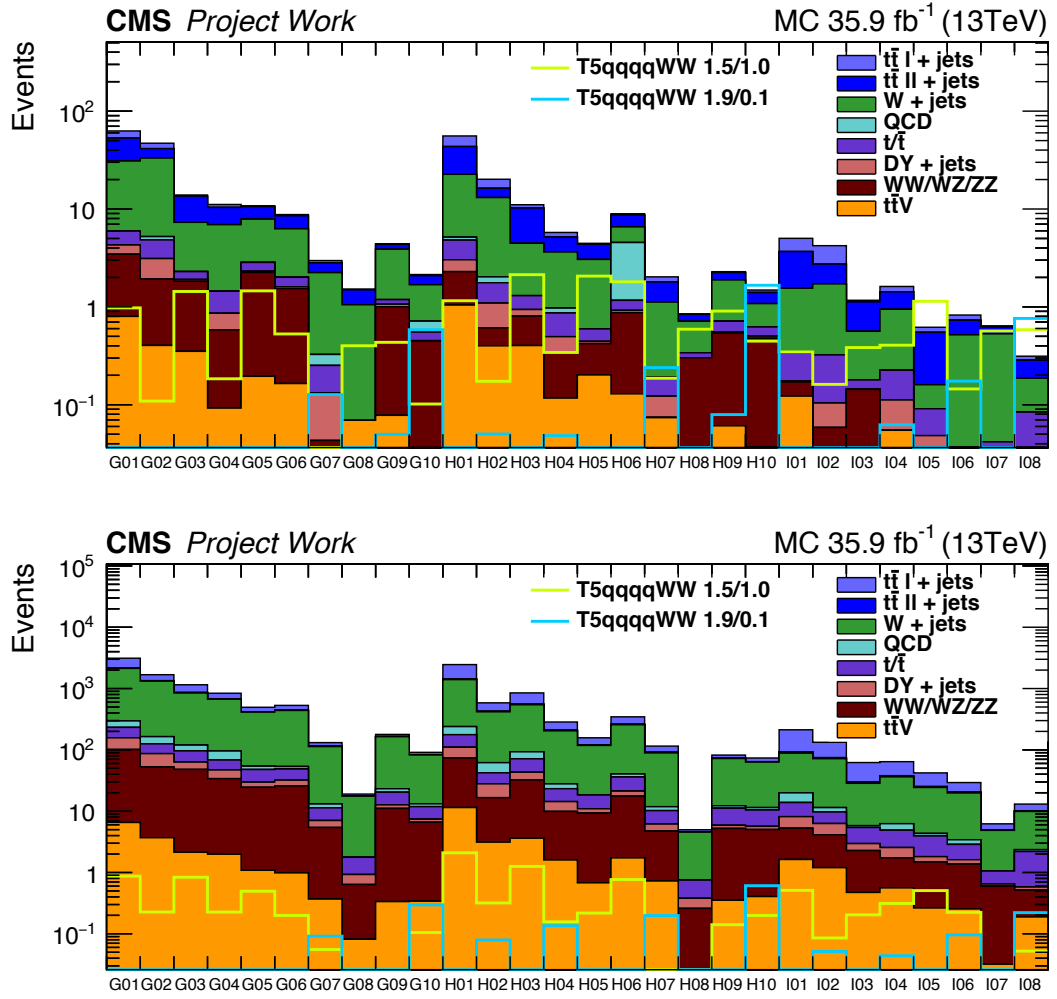 CMS Project Work MC 35.9 fb⁻¹ (13TeV)
Events
10²
10
1
10⁻¹
T5qqqqWW 1.5/1.0
T5qqqqWW 1.9/0.1
tt̄ l + jets
tt̄ ll + jets
W + jets
QCD
t/t̄
DY + jets
WW/WZ/ZZ
tt̄V
G01 G02 G03 G04 G05 G06 G07 G08 G09 G10 H01 H02 H03 H04 H05 H06 H07 H08 H09 H10 I01 I02 I03 I04 I05 I06 I07 I08
CMS Project Work MC 35.9 fb⁻¹ (13TeV)
Events
10⁵
10⁴
10³
10²
10
1
10⁻¹
T5qqqqWW 1.5/1.0
T5qqqqWW 1.9/0.1
tt̄ l + jets
tt̄ ll + jets
W + jets
QCD
t/t̄
DY + jets
WW/WZ/ZZ
tt̄V
G01 G02 G03 G04 G05 G06 G07 G08 G09 G10 H01 H02 H03 H04 H05 H06 H07 H08 H09 H10 I01 I02 I03 I04 I05 I06 I07 I08